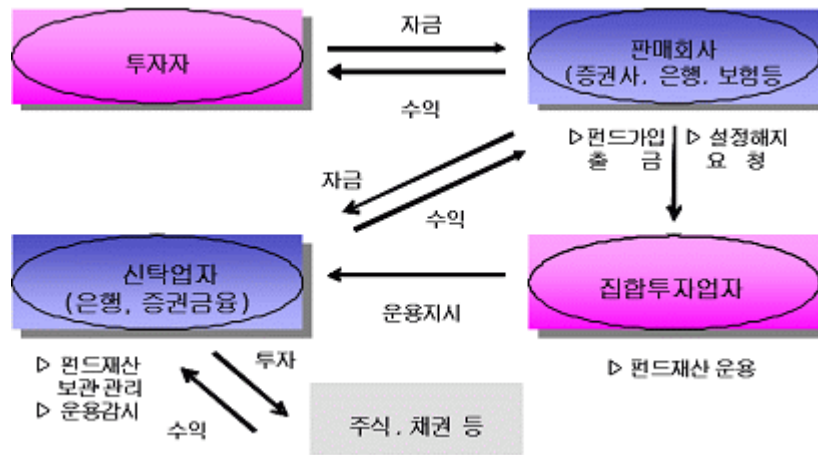 투자자
자금
수익
판매회사
(증권사, 은행, 보험등
▷펀드가입
출 금
▷ 설정해지
요 청
자금
수익
신탁업자
(은행, 증권금융)
운용지시
집합투자업자
▷ 펀드재산
보관관리
▷ 운용감시
투자
수익
주식, 채권 등
▷ 펀드재산 운용